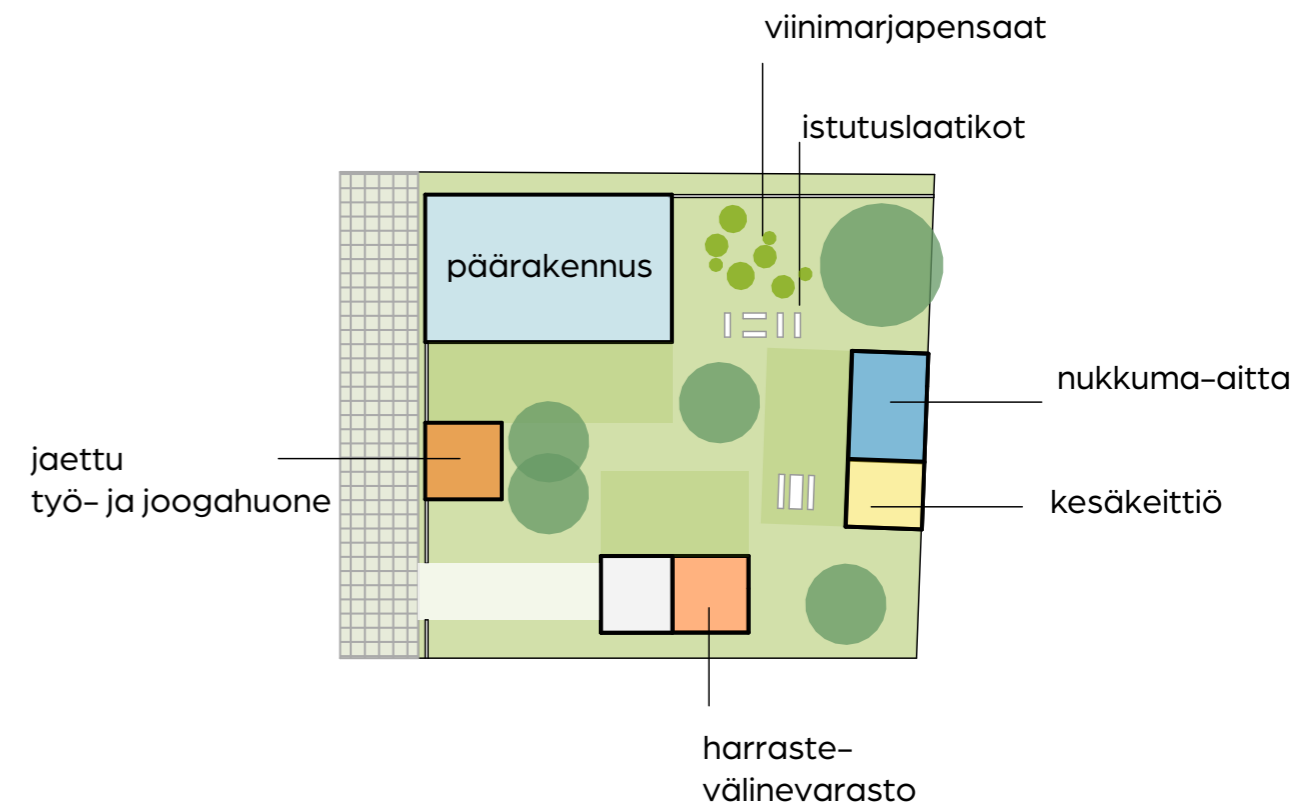 viinimarjapensaat
istutuslaatikot
päärakennus
nukkuma-aitta
jaettu
työ- ja joogahuone
kesäkeittiö
harraste-
välinevarasto